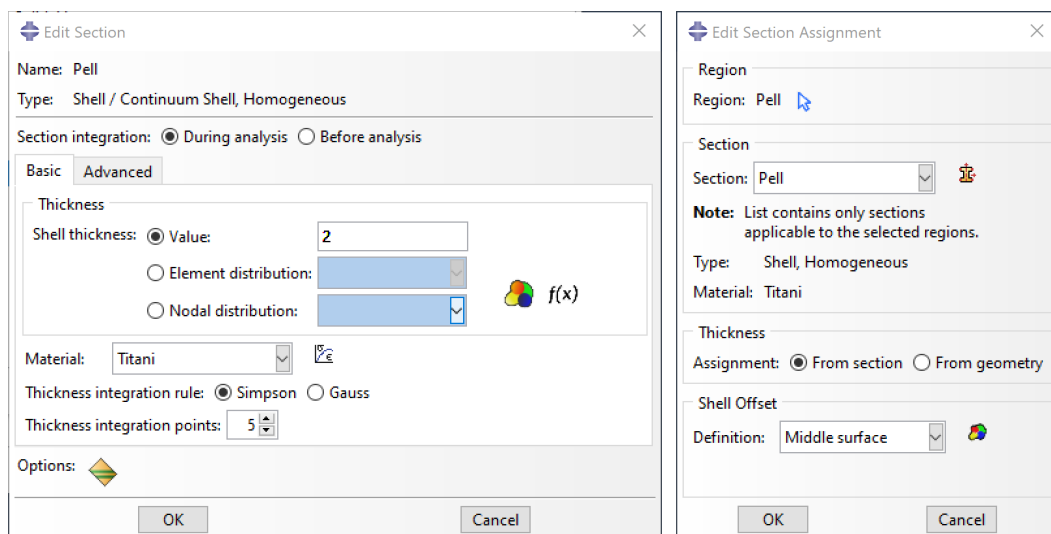 Edit Section
Name: Pell
Type: Shell / Continuum Shell, Homogeneous
Section integration: During analysis Before analysis
Basic Advanced
Thickness
Shell thickness: Value: 2
Element distribution:
Nodal distribution:
f(x)
Material: Titani
σ
ε
Thickness integration rule: Simpson Gauss
Thickness integration points: 5
Options:
OK Cancel
Edit Section Assignment
Region
Region: Pell
Section
Section: Pell
Note: List contains only sections
applicable to the selected regions.
Type: Shell, Homogeneous
Material: Titani
Thickness
Assignment: From section From geometry
Shell Offset
Definition: Middle surface
OK Cancel